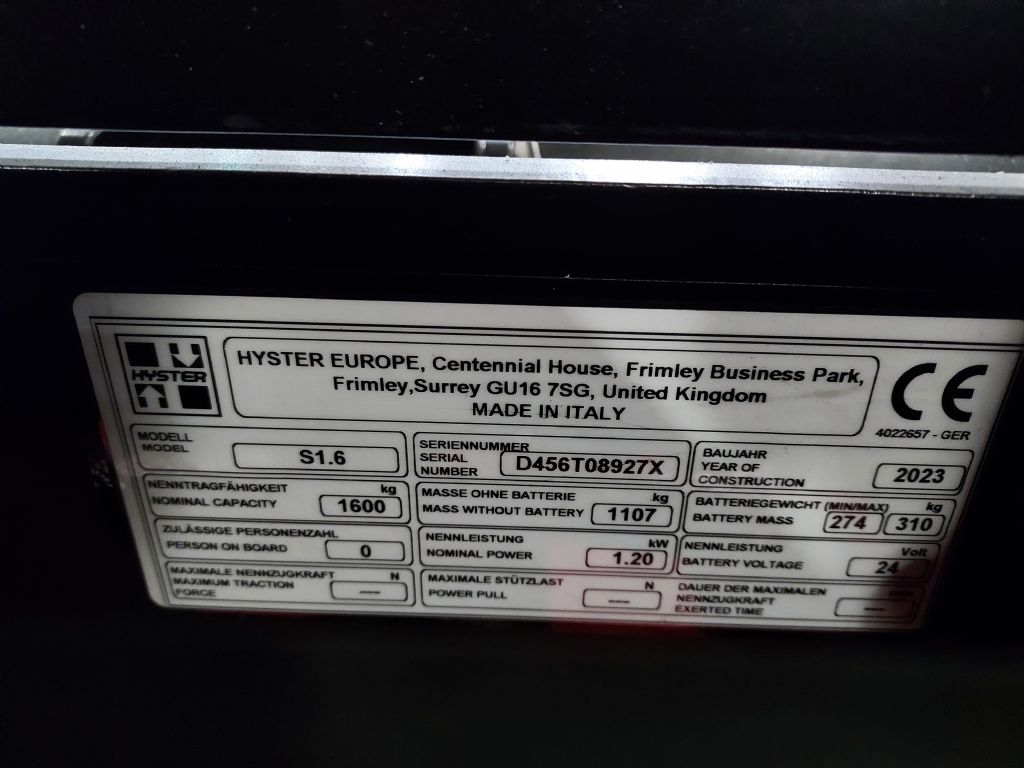 HYSTER
HYSTER EUROPE, Centennial House, Frimley Business Park,
Frimley,Surrey GU16 7SG, United Kingdom
MADE IN ITALY
CE
4022657 - GER
MODELL
MODEL
S1.6
SERIENNUMMER
SERIAL
NUMBER
D456T08927X
BAUJAHR
YEAR OF
CONSTRUCTION
2023
NENNTRAGFÄHIGKEIT kg
NOMINAL CAPACITY
1600
MASSE OHNE BATTERIE kg
MASS WITHOUT BATTERY
1107
BATTERIEGEWICHT (MIN/MAX) kg
BATTERY MASS
274 310
ZULÄSSIGE PERSONENZAHL
PERSON ON BOARD
0
NENNLEISTUNG kW
NOMINAL POWER
1.20
NENNLEISTUNG Volt
BATTERY VOLTAGE
24
MAXIMALE NENNZUGKRAFT N
MAXIMUM TRACTION
FORCE
---
MAXIMALE STÜTZLAST N
POWER PULL
---
DAUER DER MAXIMALEN min
NENNZUGKRAFT
EXERTED TIME
---